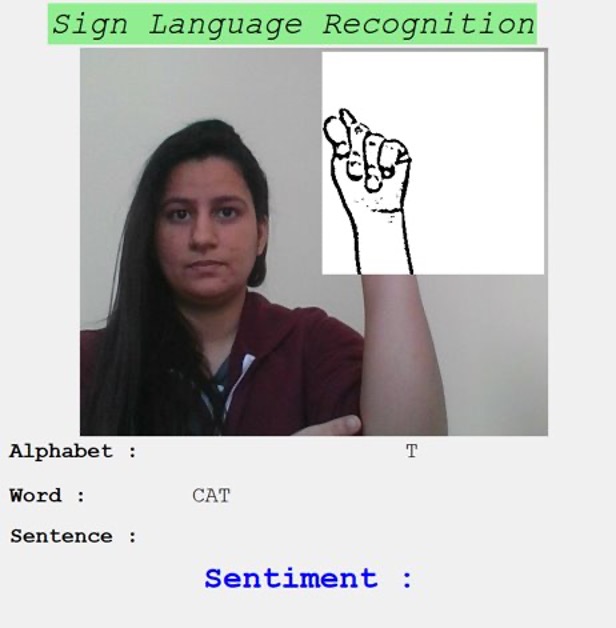 Sign Language Recognition
Alphabet : T
Word : CAT
Sentence :
Sentiment :